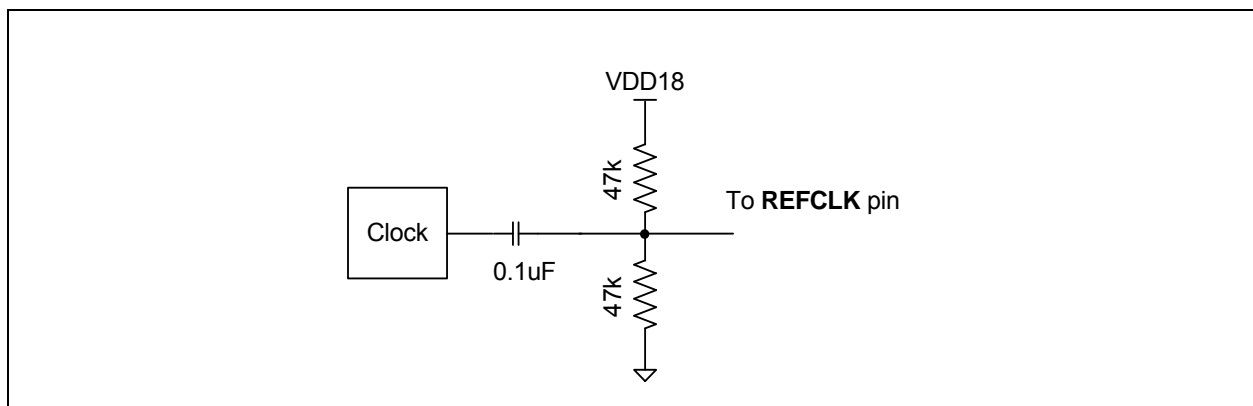 VDD18
47k
To REFCLK pin
Clock
0.1uF
47k